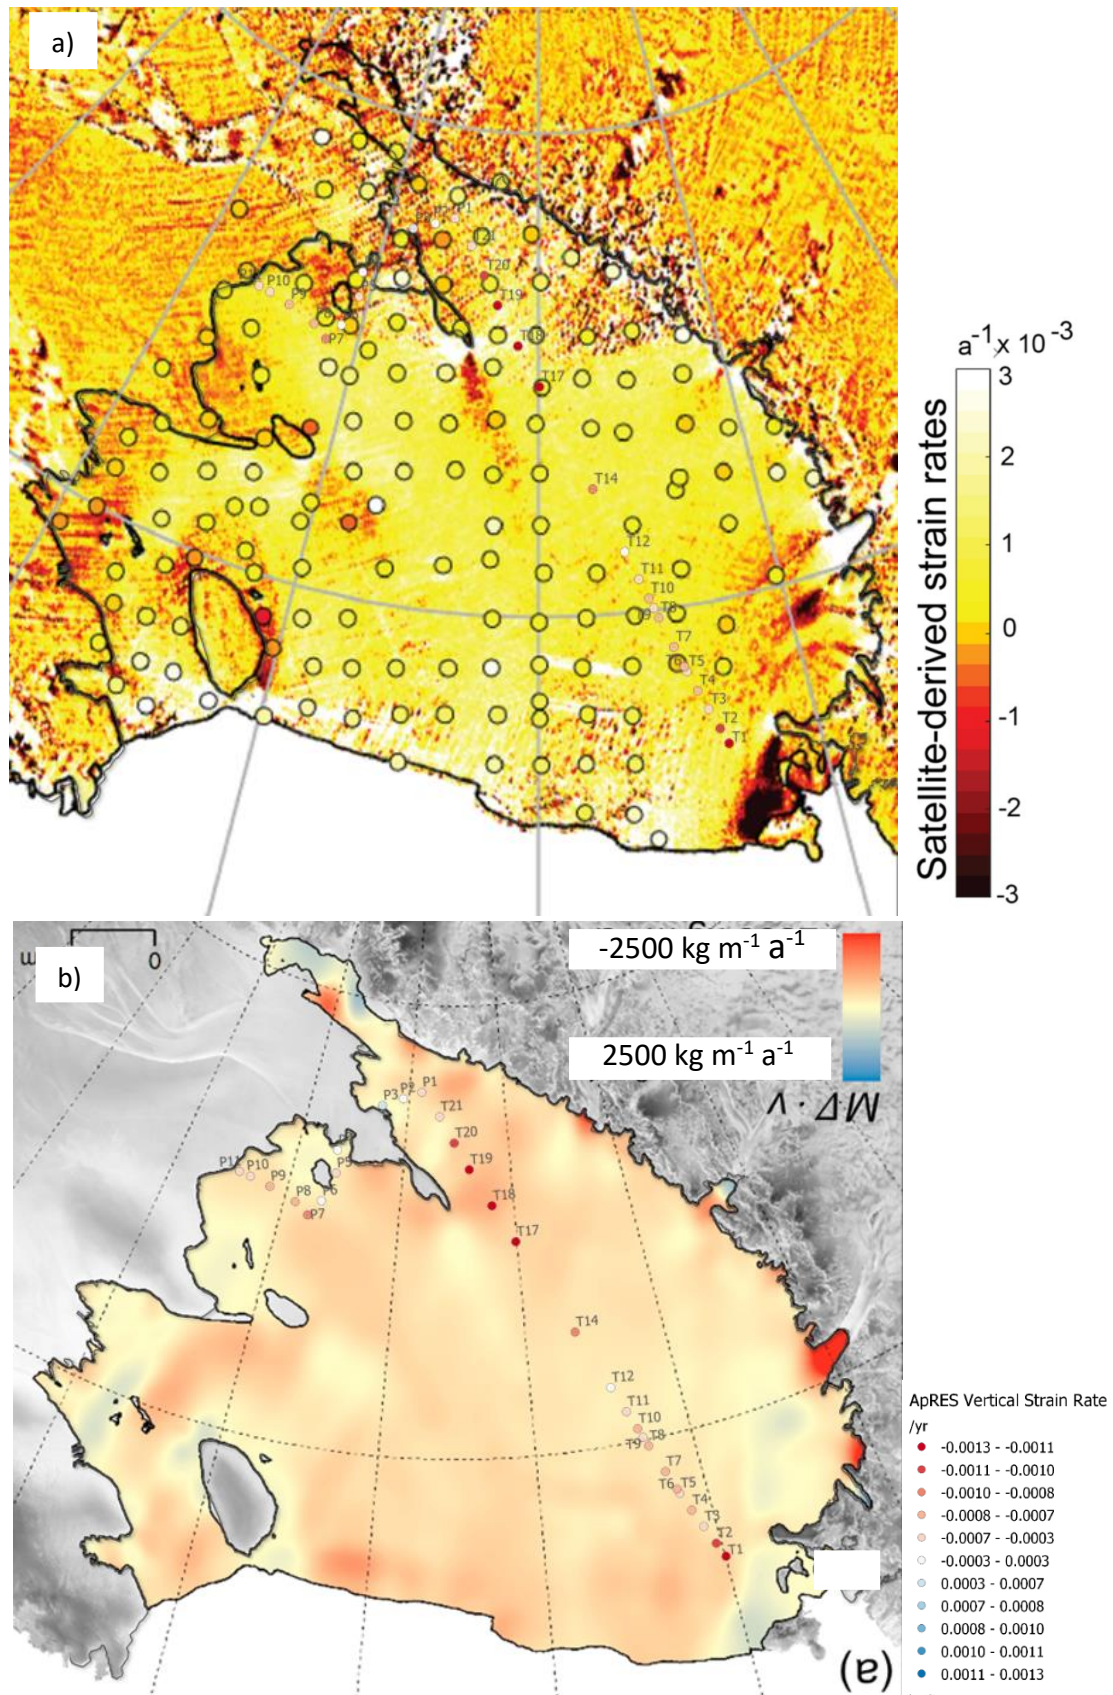 a)
P1
T21
T20
T19
T18
T17
P10
P9
P7
T14
T12
T11
T10
T8
T7
T6
T5
T4
T3
T2
T1
a⁻¹ x 10⁻³
3
2
1
0
-1
-2
-3
Satellite-derived strain rates
b)
m
0
-2500 kg m⁻¹ a⁻¹
2500 kg m⁻¹ a⁻¹
M∇ · v
P3
P2
P1
T21
T20
T19
T18
T17
P11
P10
P9
P8
P7
P6
P5
T14
T12
T11
T10
T9
T8
T7
T6
T5
T4
T3
T2
T1
(a)
ApRES Vertical Strain Rate
/yr
-0.0013 - -0.0011
-0.0011 - -0.0010
-0.0010 - -0.0008
-0.0008 - -0.0007
-0.0007 - -0.0003
-0.0003 - 0.0003
0.0003 - 0.0007
0.0007 - 0.0008
0.0008 - 0.0010
0.0010 - 0.0011
0.0011 - 0.0013